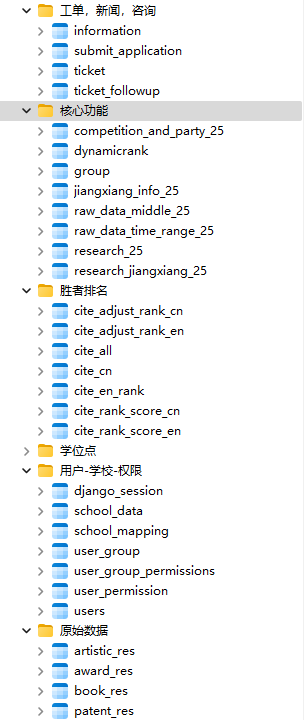 工单，新闻，咨询
information
submit_application
ticket
ticket_followup
核心功能
competition_and_party_25
dynamicrank
group
jiangxiang_info_25
raw_data_middle_25
raw_data_time_range_25
research_25
research_jiangxiang_25
胜者排名
cite_adjust_rank_cn
cite_adjust_rank_en
cite_all
cite_cn
cite_en_rank
cite_rank_score_cn
cite_rank_score_en
学位点
用户-学校-权限
django_session
school_data
school_mapping
user_group
user_group_permissions
user_permission
users
原始数据
artistic_res
award_res
book_res
patent_res